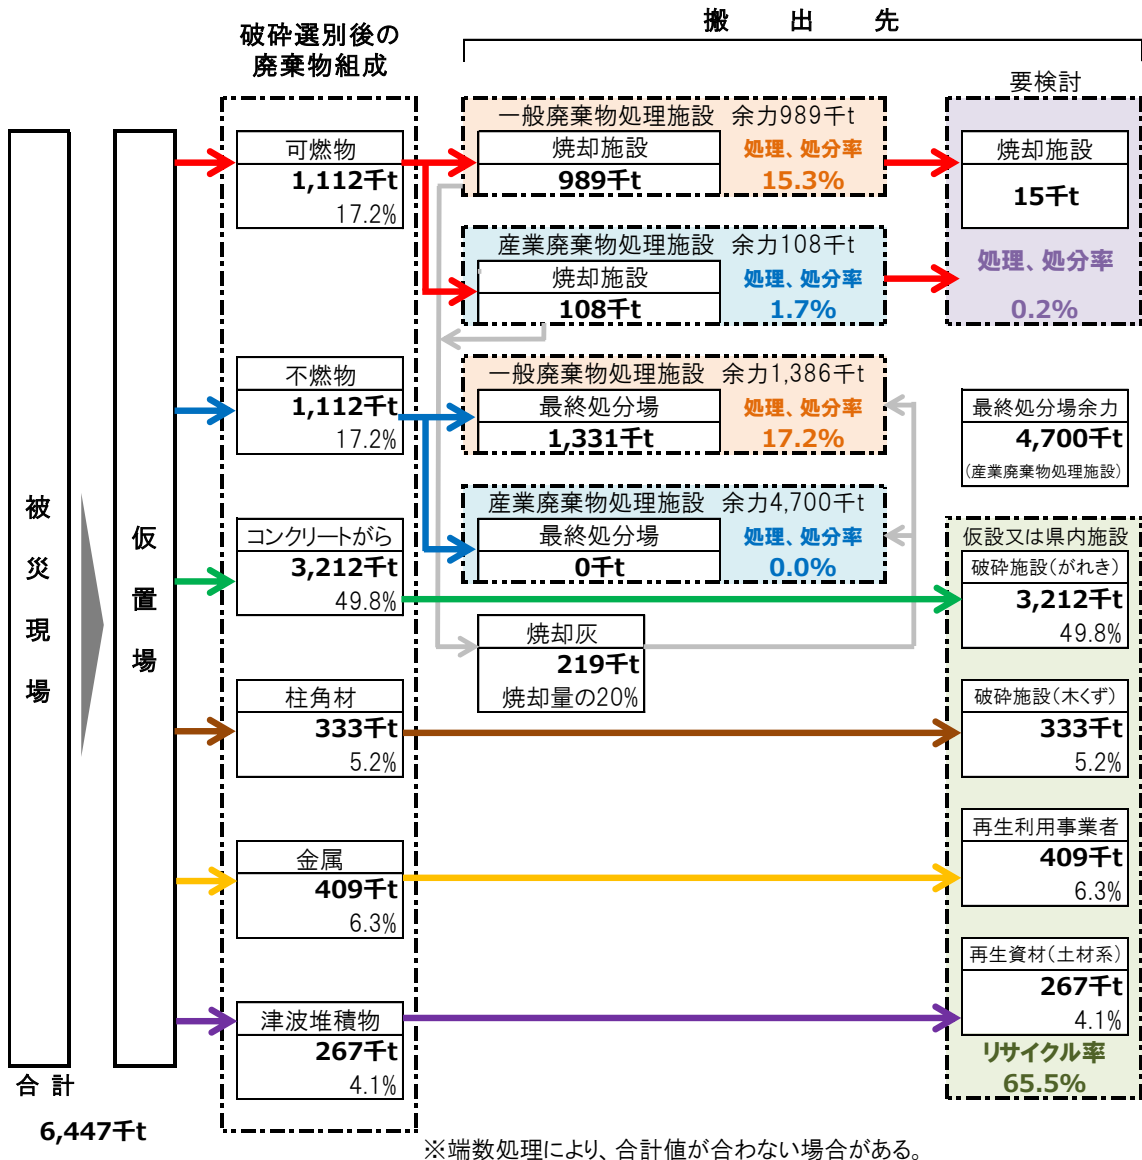 搬出先
破砕選別後の
廃棄物組成
要検討
被災現場
仮置場
合計
6,447千t
可燃物
1,112千t
17.2%
不燃物
1,112千t
17.2%
コンクリートがら
3,212千t
49.8%
柱角材
333千t
5.2%
金属
409千t
6.3%
津波堆積物
267千t
4.1%
一般廃棄物処理施設 余力989千t
焼却施設
989千t
処理、処分率
15.3%
産業廃棄物処理施設 余力108千t
焼却施設
108千t
処理、処分率
1.7%
一般廃棄物処理施設 余力1,386千t
最終処分場
1,331千t
処理、処分率
17.2%
産業廃棄物処理施設 余力4,700千t
最終処分場
0千t
処理、処分率
0.0%
焼却灰
219千t
焼却量の20%
焼却施設
15千t
処理、処分率
0.2%
最終処分場余力
4,700千t
(産業廃棄物処理施設)
仮設又は県内施設
破砕施設(がれき)
3,212千t
49.8%
破砕施設(木くず)
333千t
5.2%
再生利用事業者
409千t
6.3%
再生資材(土材系)
267千t
4.1%
リサイクル率
65.5%
※端数処理により、合計値が合わない場合がある。